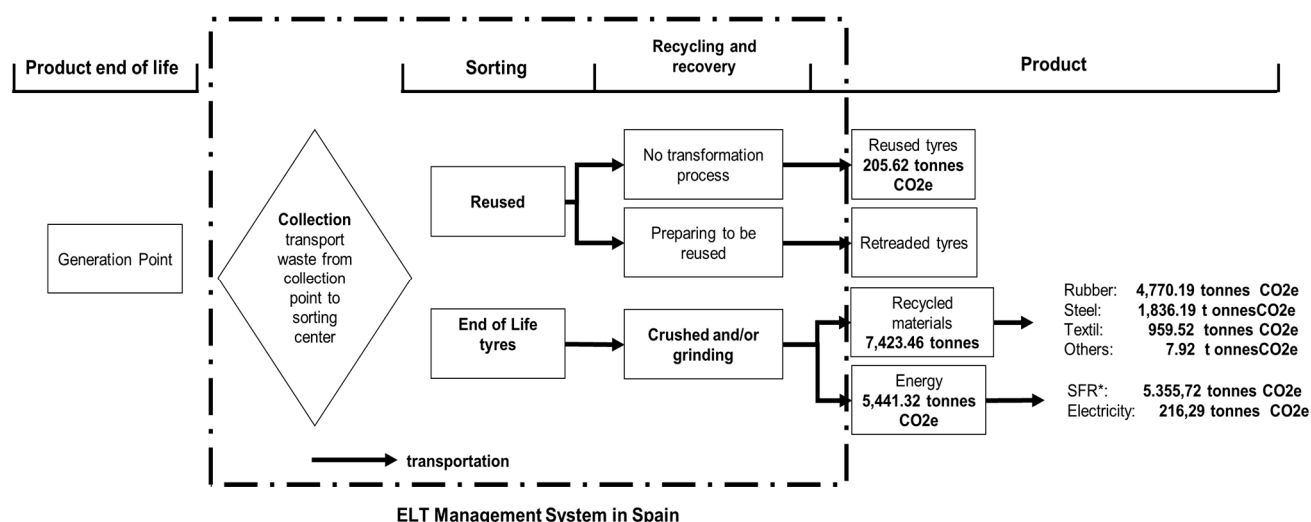 Product end of life
Sorting
Recycling and
recovery
Product
Generation Point
Collection
transport
waste from
collection
point to
sorting
center
Reused
No transformation
process
Reused tyres
205.62 tonnes
CO2e
Preparing to be
reused
Retreaded tyres
End of Life
tyres
Crushed and/or
grinding
Recycled
materials
7,423.46 tonnes
Rubber: 4,770.19 tonnes CO2e
Steel: 1,836.19 t onnesCO2e
Textil: 959.52 tonnes CO2e
Others: 7.92 t onnesCO2e
Energy
5,441.32 tonnes
CO2e
SFR*: 5.355,72 tonnes CO2e
Electricity: 216,29 tonnes CO2e
transportation
ELT Management System in Spain